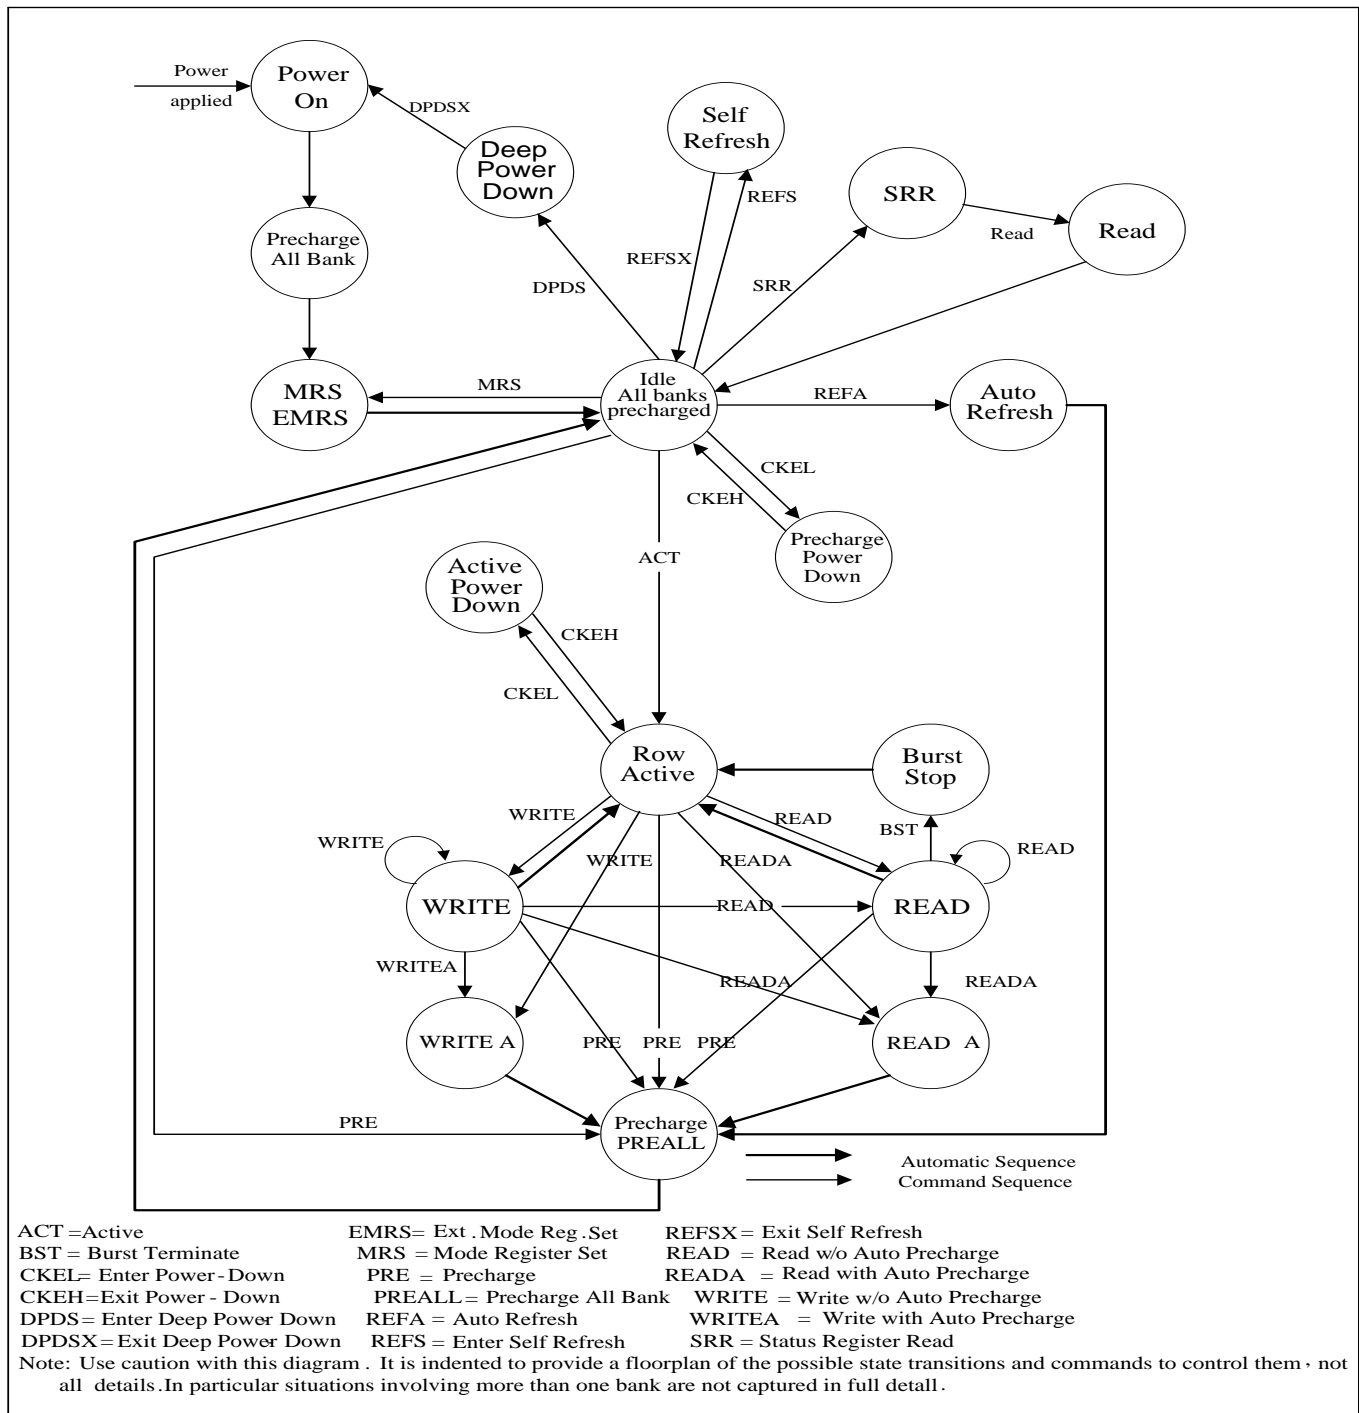 Power
applied
Power
On
DPDSX
Deep
Power
Down
Self
Refresh
REFS
SRR
Read
Read
Precharge
All Bank
REFSX
DPDS
SRR
MRS
EMRS
MRS
Idle
All banks
precharged
REFA
Auto
Refresh
CKEL
CKEH
Precharge
Power
Down
ACT
Active
Power
Down
CKEH
CKEL
Row
Active
Burst
Stop
WRITE
READ
BST
WRITE
READ
WRITE
READA
WRITE
READ
READ
WRITEA
READA
READA
WRITE A
PRE
PRE
PRE
READ A
PRE
Precharge
PREALL
Automatic Sequence
Command Sequence
ACT =Active EMRS= Ext .Mode Reg .Set REFSX= Exit Self Refresh
BST = Burst Terminate MRS = Mode Register Set READ = Read w/o Auto Precharge
CKEL= Enter Power-Down PRE = Precharge READA = Read with Auto Precharge
CKEH=Exit Power - Down PREALL= Precharge All Bank WRITE = Write w/o Auto Precharge
DPDS= Enter Deep Power Down REFA = Auto Refresh WRITEA = Write with Auto Precharge
DPDSX=Exit Deep Power Down REFS = Enter Self Refresh SRR = Status Register Read
Note: Use caution with this diagram . It is indented to provide a floorplan of the possible state transitions and commands to control them, not
all details.In particular situations involving more than one bank are not captured in full detall.